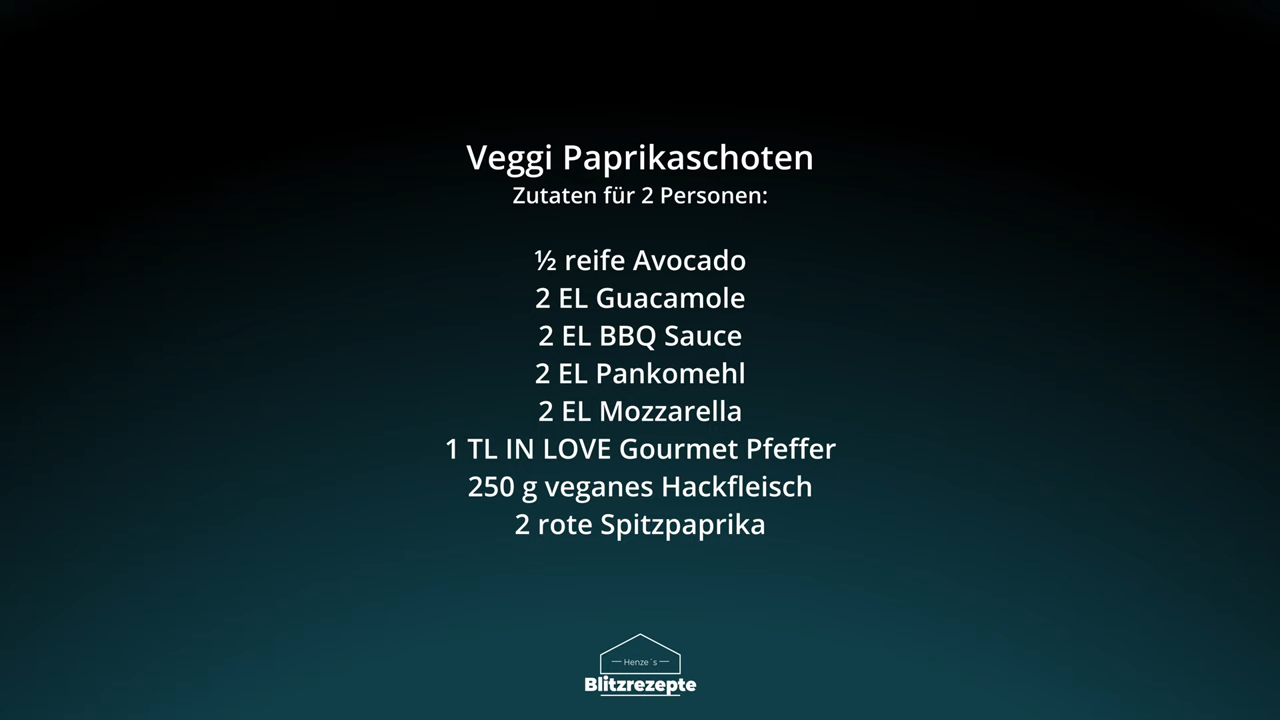 Veggi Paprikaschoten
Zutaten für 2 Personen:
½ reife Avocado
2 EL Guacamole
2 EL BBQ Sauce
2 EL Pankomehl
2 EL Mozzarella
1 TL IN LOVE Gourmet Pfeffer
250 g veganes Hackfleisch
2 rote Spitzpaprika
Henze´s
Blitzrezepte